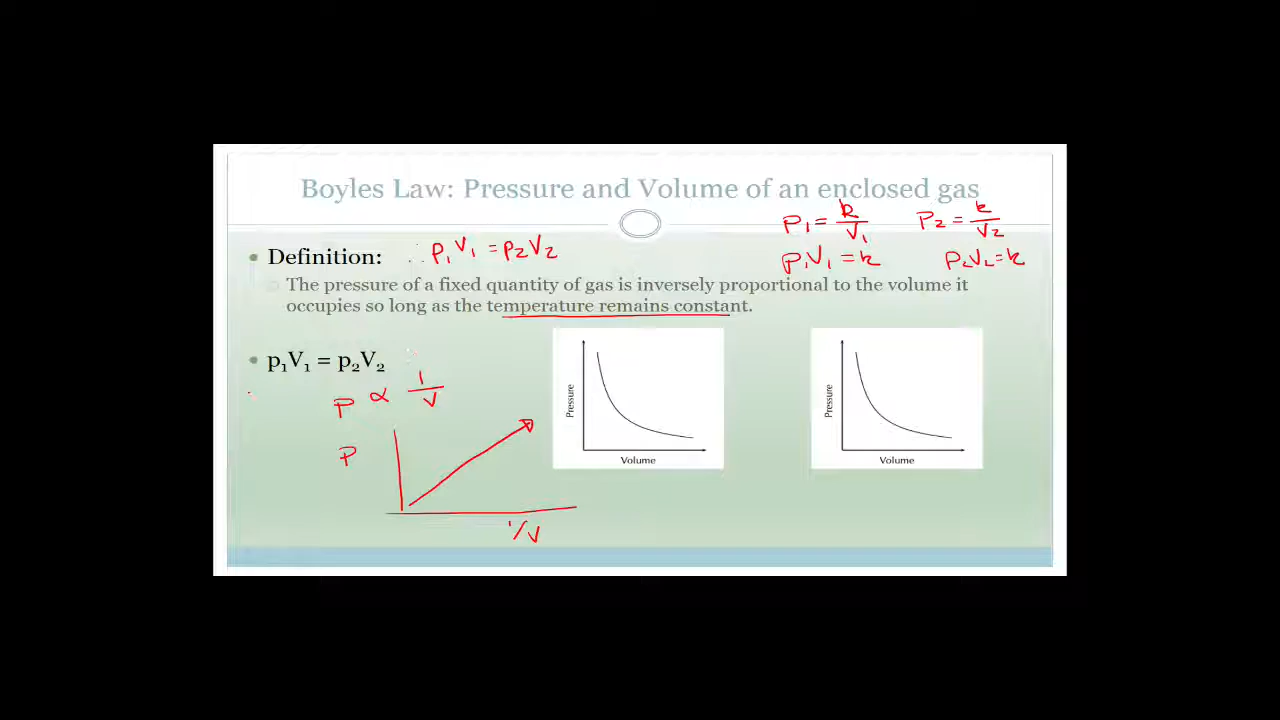 Boyles Law: Pressure and Volume of an enclosed gas
P₁ = k/V₁
P₂ = k/V₂
P₁V₁ = k
P₂V₂ = k
• Definition:
∴ P₁V₁ = P₂V₂
The pressure of a fixed quantity of gas is inversely proportional to the volume it
occupies so long as the temperature remains constant.
• p₁V₁ = p₂V₂
P ∝ 1/V
P
1/V
Pressure
Volume
Pressure
Volume